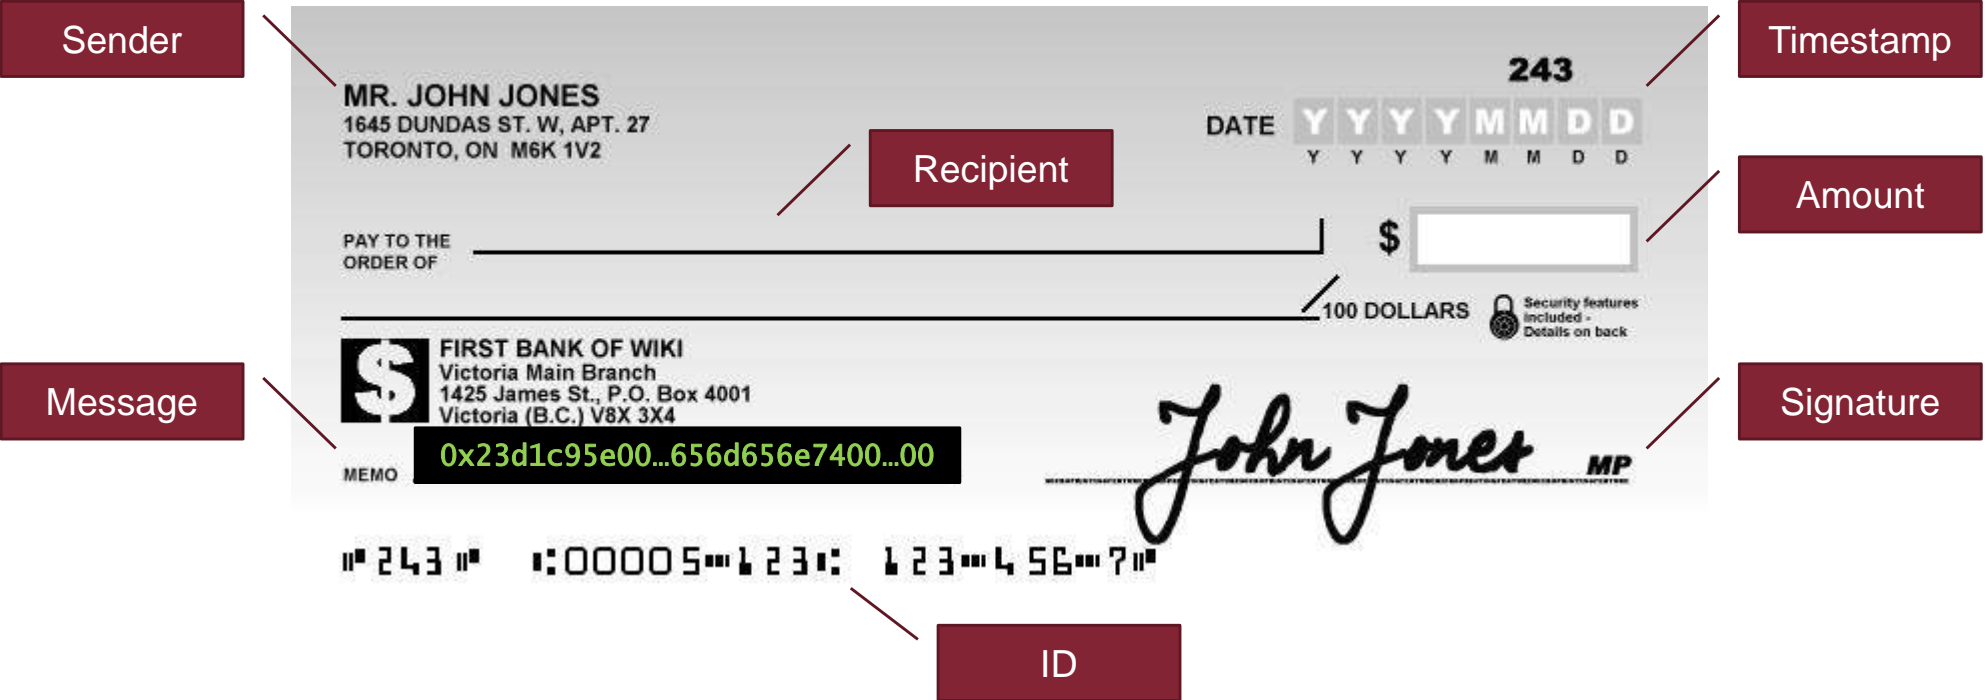 Sender
Timestamp
243
MR. JOHN JONES
1645 DUNDAS ST. W, APT. 27
TORONTO, ON M6K 1V2
DATE Y Y Y Y M M D D
Y Y Y Y M M D D
Recipient
Amount
PAY TO THE
ORDER OF
$
100 DOLLARS
Security features
included -
Details on back
$
FIRST BANK OF WIKI
Victoria Main Branch
1425 James St., P.O. Box 4001
Victoria (B.C.) V8X 3X4
Message
Signature
MEMO 0x23d1c95e00…656d656e7400…00
John Jones MP
⑈243⑈ ⑆00005⑉123⑆ 123⑉456⑉7⑈
ID